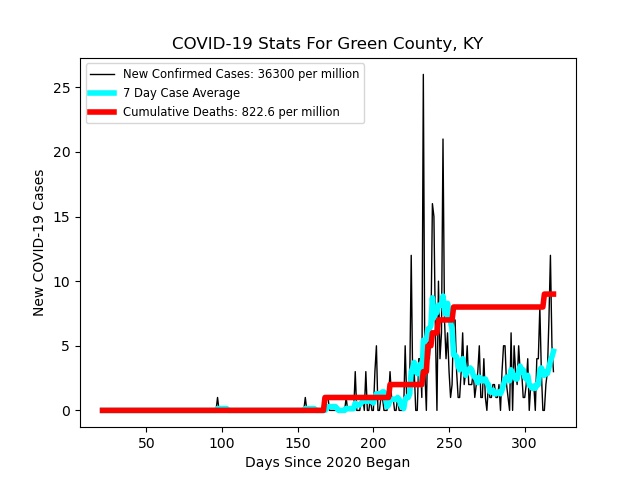 COVID-19 Stats For Green County, KY
New Confirmed Cases: 36300 per million
7 Day Case Average
Cumulative Deaths: 822.6 per million
New COVID-19 Cases
25
20
15
10
5
0
50
100
150
200
250
300
Days Since 2020 Began